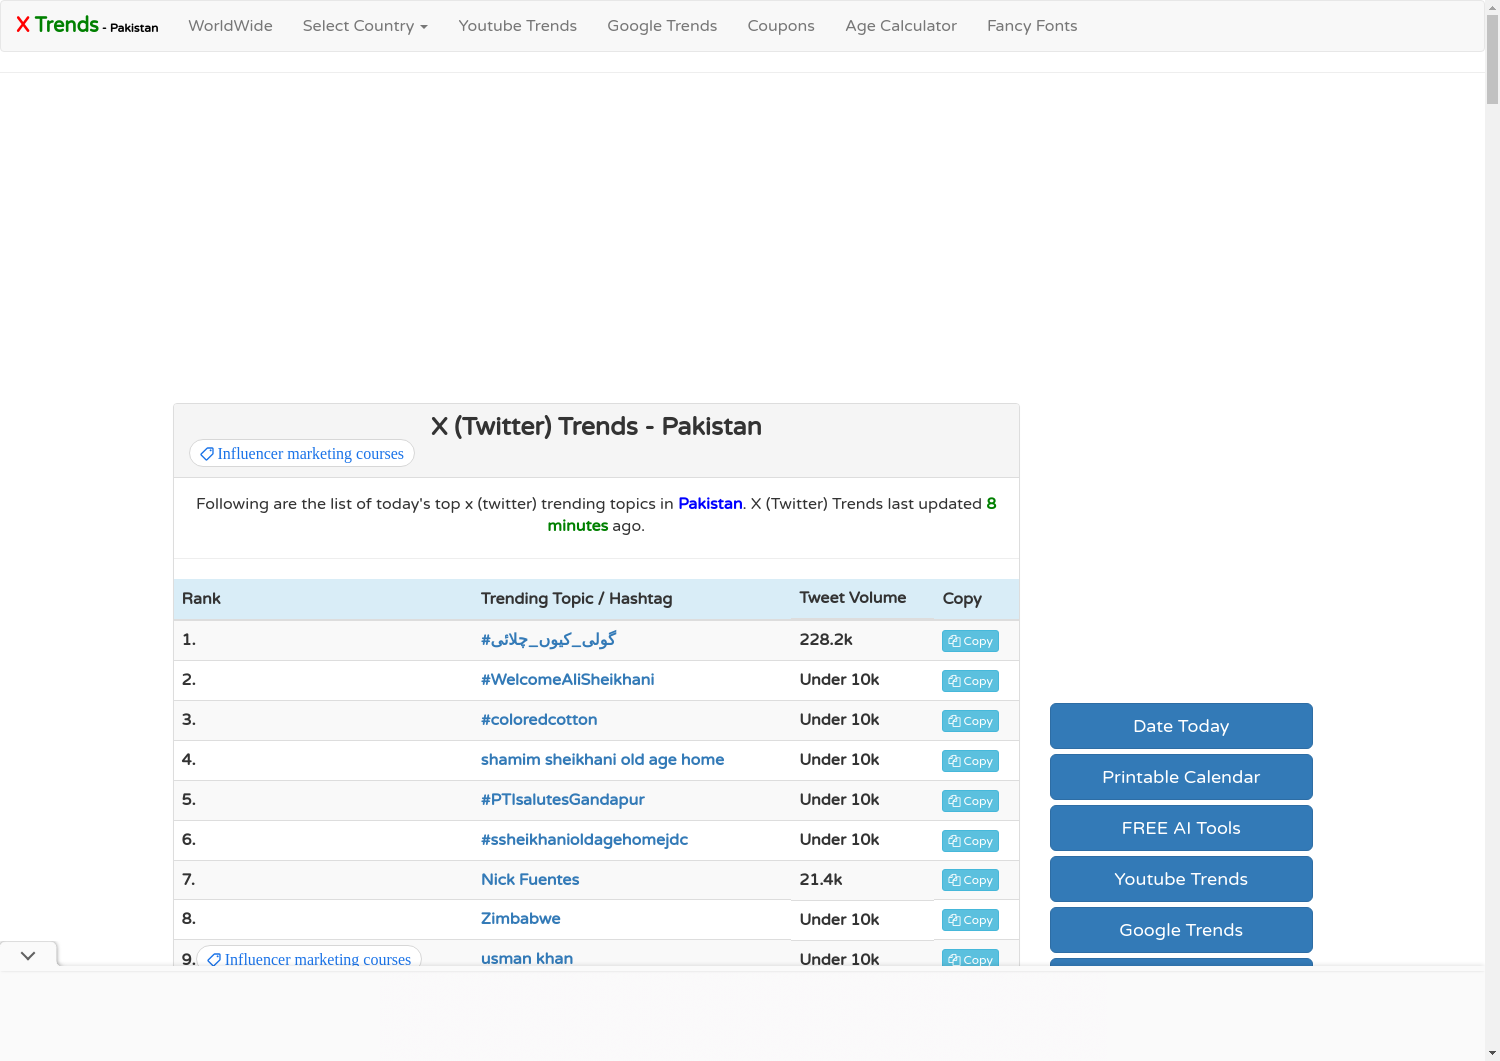 X Trends - Pakistan WorldWide Select Country Youtube Trends Google Trends Coupons Age Calculator Fancy Fonts
X (Twitter) Trends - Pakistan
Influencer marketing courses
Following are the list of today's top x (twitter) trending topics in Pakistan. X (Twitter) Trends last updated 8
minutes ago.
Rank Trending Topic / Hashtag Tweet Volume Copy
1. #گولی_کیوں_چلائی 228.2k Copy
2. #WelcomeAliSheikhani Under 10k Copy
3. #coloredcotton Under 10k Copy
4. shamim sheikhani old age home Under 10k Copy
5. #PTIsalutesGandapur Under 10k Copy
6. #ssheikhanioldagehomejdc Under 10k Copy
7. Nick Fuentes 21.4k Copy
8. Zimbabwe Under 10k Copy
9. Influencer marketing courses usman khan Under 10k Copy
Date Today
Printable Calendar
FREE AI Tools
Youtube Trends
Google Trends